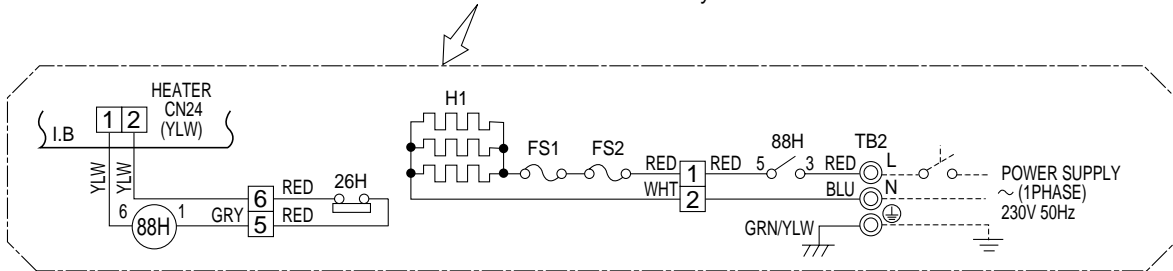 y
HEATER
CN24
(YLW)
1 2
I.B
YLW
YLW
6
1
88H
GRY
6
5
RED
RED
26H
H1
FS1
FS2
RED
WHT
1
2
RED
5
88H
3
RED
BLU
GRN/YLW
TB2
L
N
POWER SUPPLY
~ (1PHASE)
230V 50Hz